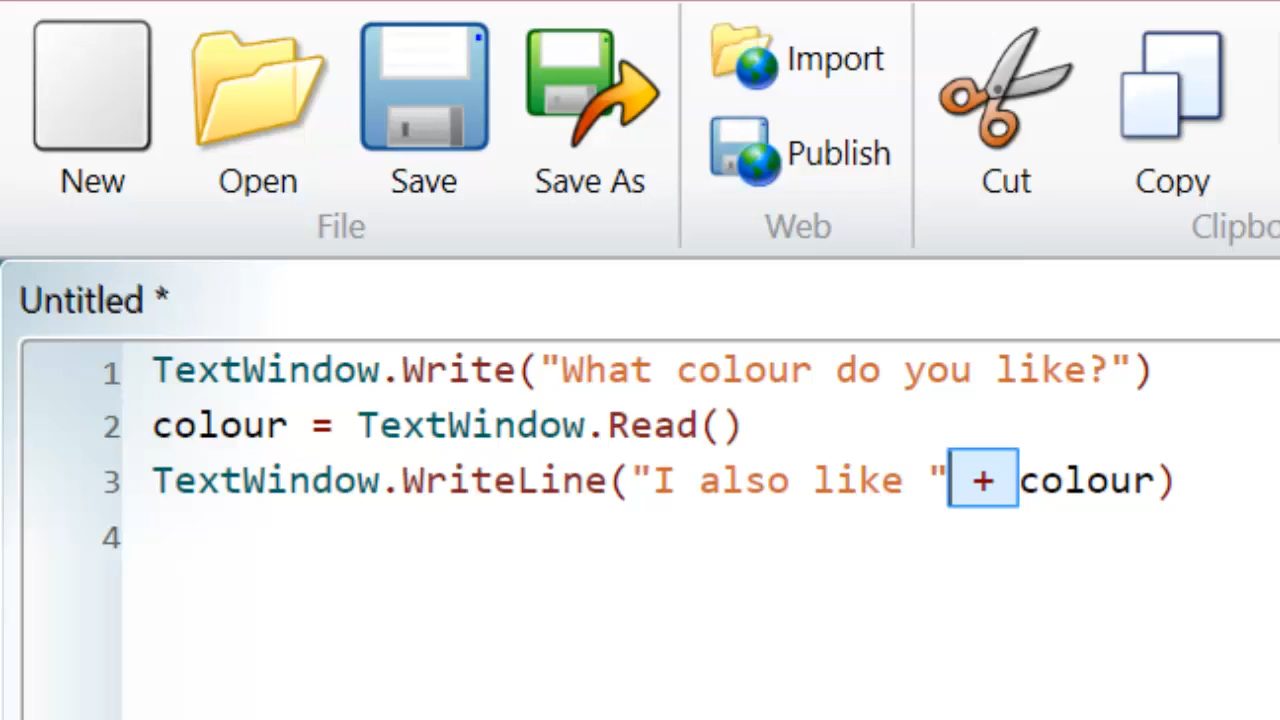 New
Open
Save
Save As
Import
Publish
Cut
Copy
File
Web
Clipbo
Untitled *
1 TextWindow.Write("What colour do you like?")
2 colour = TextWindow.Read()
3 TextWindow.WriteLine("I also like " + colour)
4